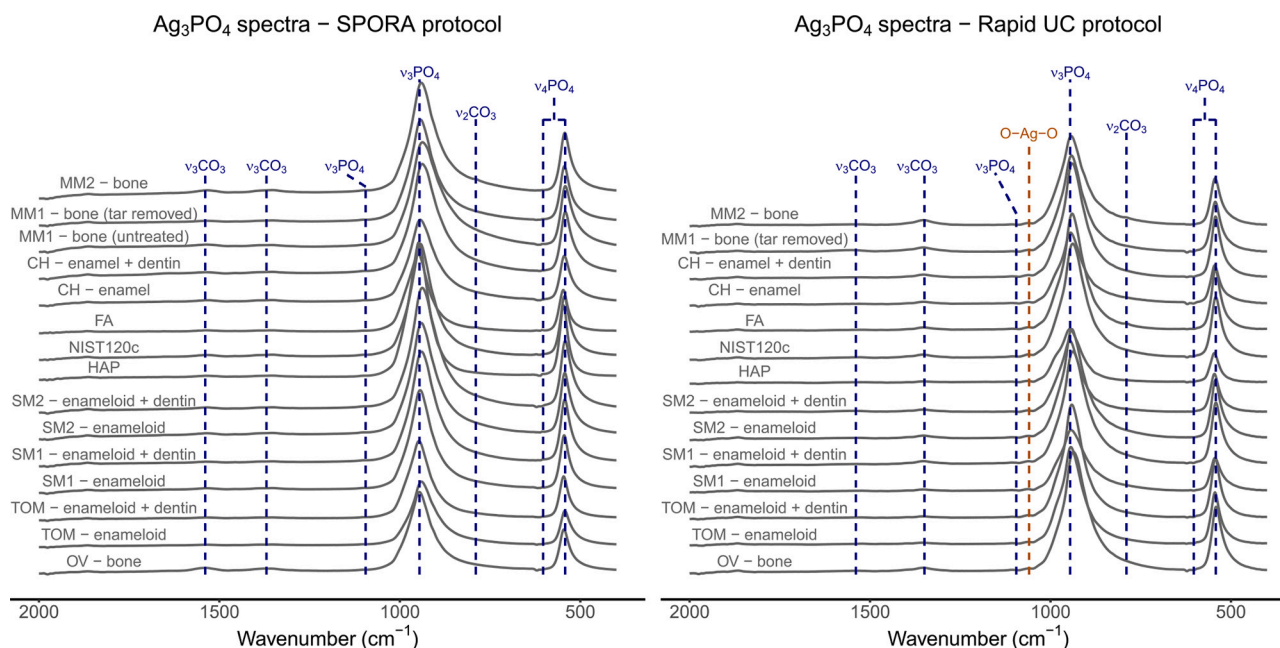 Ag₃PO₄ spectra − SPORA protocol
ν₃PO₄
ν₄PO₄
ν₂CO₃
ν₃CO₃
ν₃CO₃
ν₃PO₄
MM2 − bone
MM1 − bone (tar removed)
MM1 − bone (untreated)
CH − enamel + dentin
CH − enamel
FA
NIST120c
HAP
SM2 − enameloid + dentin
SM2 − enameloid
SM1 − enameloid + dentin
SM1 − enameloid
TOM − enameloid + dentin
TOM − enameloid
OV − bone
2000
1500
1000
500
Wavenumber (cm⁻¹)
Ag₃PO₄ spectra − Rapid UC protocol
ν₃PO₄
ν₄PO₄
ν₂CO₃
O−Ag−O
ν₃CO₃
ν₃CO₃
ν₃PO₄
MM2 − bone
MM1 − bone (tar removed)
CH − enamel + dentin
CH − enamel
FA
NIST120c
HAP
SM2 − enameloid + dentin
SM2 − enameloid
SM1 − enameloid + dentin
SM1 − enameloid
TOM − enameloid + dentin
TOM − enameloid
OV − bone
2000
1500
1000
500
Wavenumber (cm⁻¹)